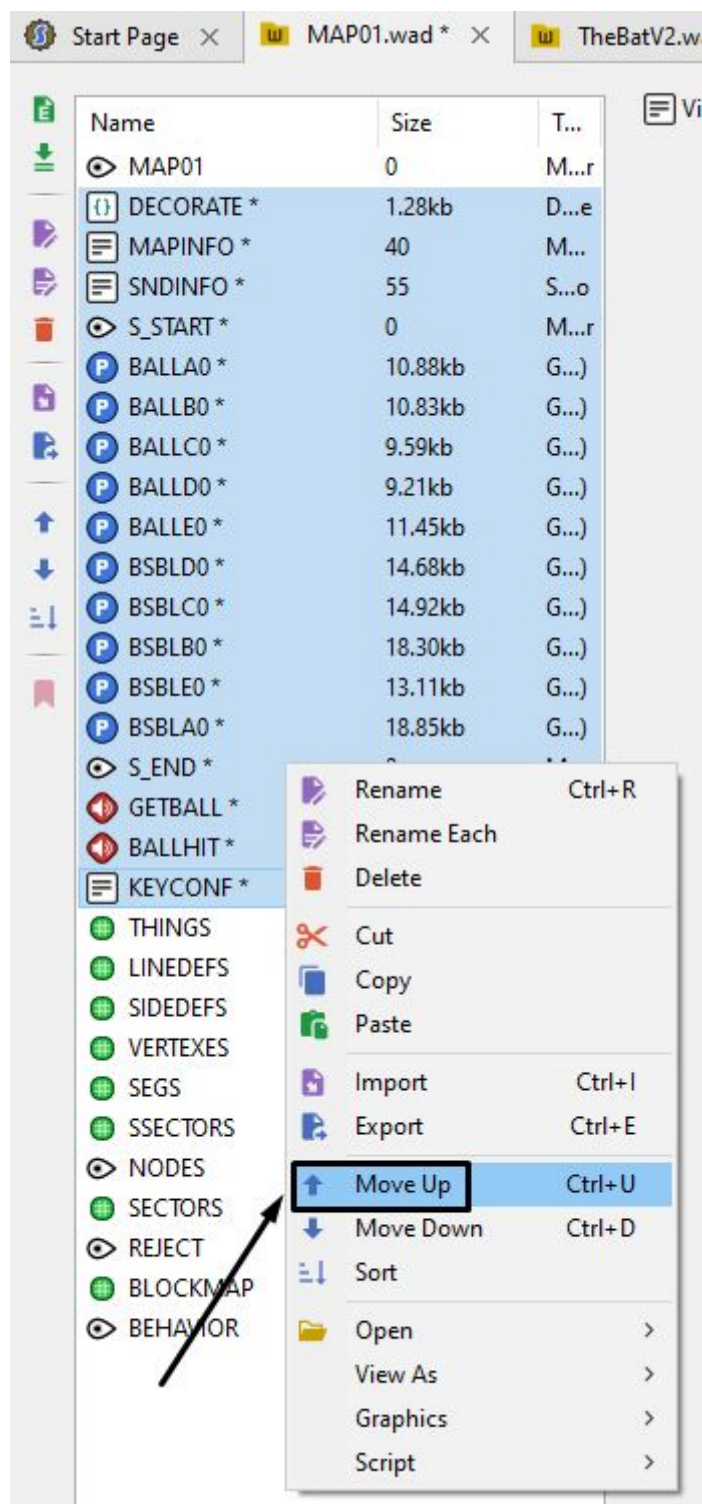 Start Page × MAP01.wad * × TheBatV2.w
Vi
Name Size T...
MAP01 0 M...r
DECORATE * 1.28kb D...e
MAPINFO * 40 M...
SNDINFO * 55 S...o
S_START * 0 M...r
BALLA0 * 10.88kb G...)
BALLB0 * 10.83kb G...)
BALLC0 * 9.59kb G...)
BALLD0 * 9.21kb G...)
BALLE0 * 11.45kb G...)
BSBLD0 * 14.68kb G...)
BSBLC0 * 14.92kb G...)
BSBLB0 * 18.30kb G...)
BSBLE0 * 13.11kb G...)
BSBLA0 * 18.85kb G...)
S_END *
GETBALL *
BALLHIT *
KEYCONF *
THINGS
LINEDEFS
SIDEDEFS
VERTEXES
SEGS
SSECTORS
NODES
SECTORS
REJECT
BLOCKMAP
BEHAVIOR
Rename Ctrl+R
Rename Each
Delete
Cut
Copy
Paste
Import Ctrl+I
Export Ctrl+E
Move Up Ctrl+U
Move Down Ctrl+D
Sort
Open >
View As >
Graphics >
Script >